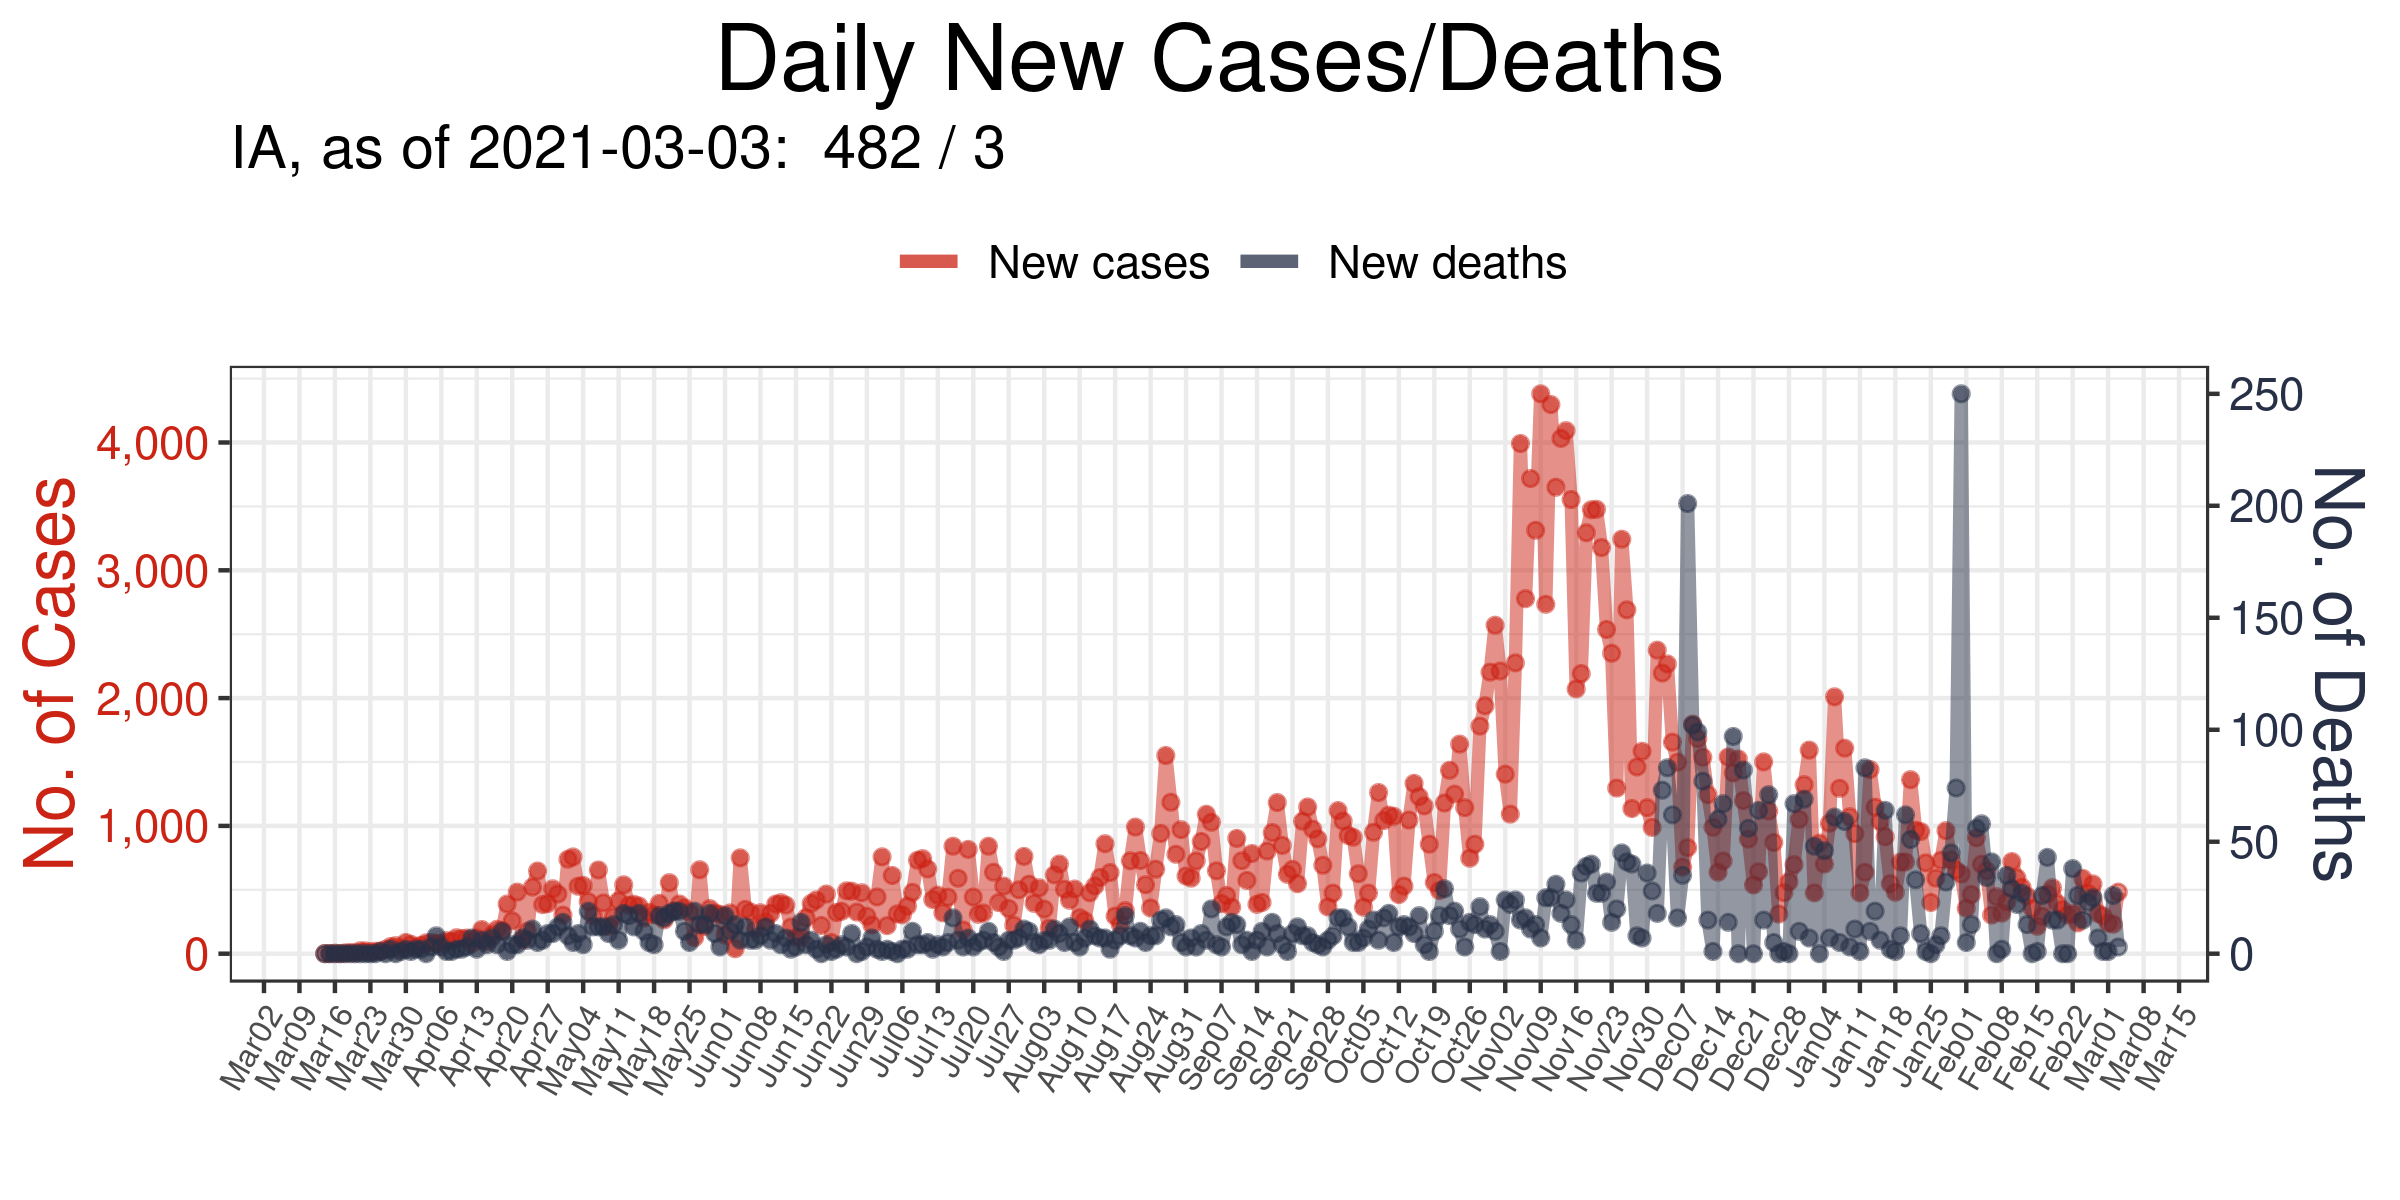 Daily New Cases/Deaths
IA, as of 2021-03-03:  482 / 3
New cases
New deaths
No. of Cases
4,000
3,000
2,000
1,000
0
250
200
150
100
50
0
No. of Deaths
Mar02
Mar09
Mar16
Mar23
Mar30
Apr06
Apr13
Apr20
Apr27
May04
May11
May18
May25
Jun01
Jun08
Jun15
Jun22
Jun29
Jul06
Jul13
Jul20
Jul27
Aug03
Aug10
Aug17
Aug24
Aug31
Sep07
Sep14
Sep21
Sep28
Oct05
Oct12
Oct19
Oct26
Nov02
Nov09
Nov16
Nov23
Nov30
Dec07
Dec14
Dec21
Dec28
Jan04
Jan11
Jan18
Jan25
Feb01
Feb08
Feb15
Feb22
Mar01
Mar08
Mar15